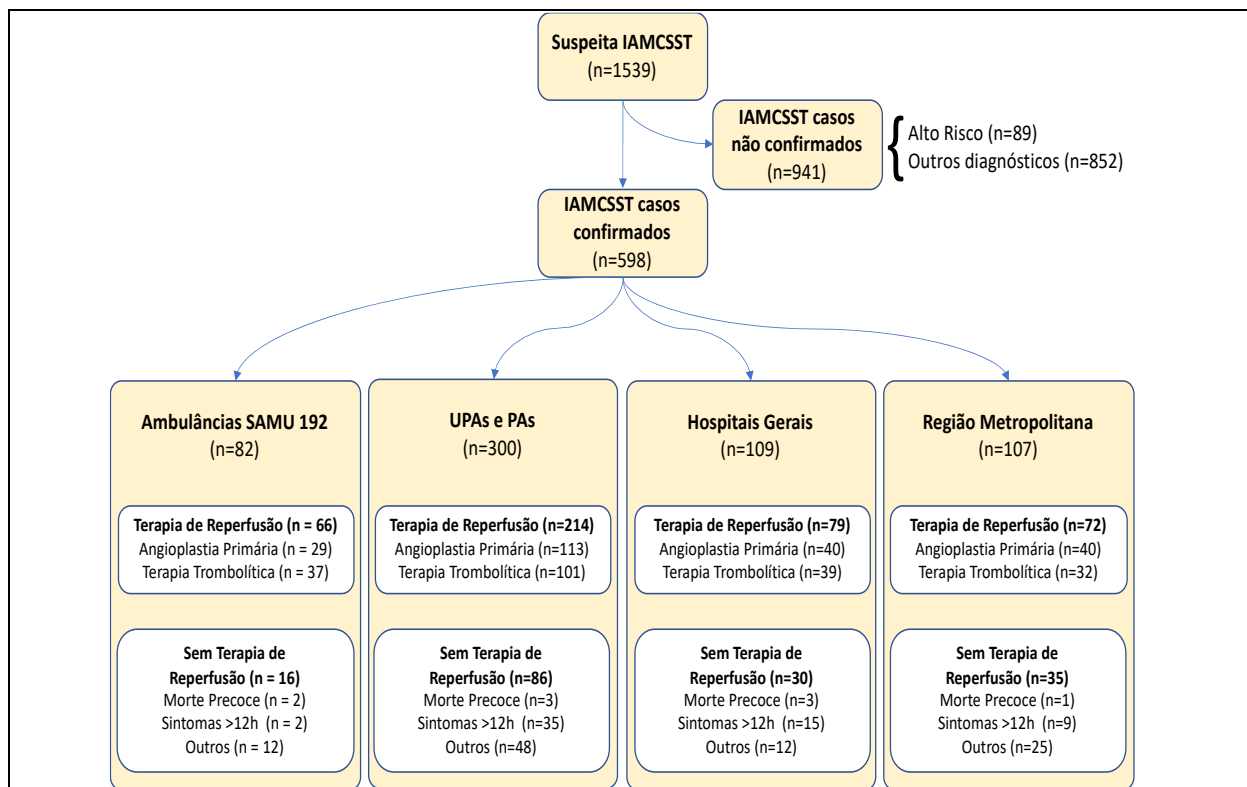 Suspeita IAMCSST
(n=1539)
IAMCSST casos
não confirmados
(n=941)
{
Alto Risco (n=89)
Outros diagnósticos (n=852)
IAMCSST casos
confirmados
(n=598)
Ambulâncias SAMU 192
(n=82)
Terapia de Reperfusão (n = 66)
Angioplastia Primária (n = 29)
Terapia Trombolítica (n = 37)
Sem Terapia de
Reperfusão (n = 16)
Morte Precoce (n = 2)
Sintomas >12h (n = 2)
Outros (n = 12)
UPAs e PAs
(n=300)
Terapia de Reperfusão (n=214)
Angioplastia Primária (n=113)
Terapia Trombolítica (n=101)
Sem Terapia de
Reperfusão (n=86)
Morte Precoce (n=3)
Sintomas >12h (n=35)
Outros (n=48)
Hospitais Gerais
(n=109)
Terapia de Reperfusão (n=79)
Angioplastia Primária (n=40)
Terapia Trombolítica (n=39)
Sem Terapia de
Reperfusão (n=30)
Morte Precoce (n=3)
Sintomas >12h (n=15)
Outros (n=12)
Região Metropolitana
(n=107)
Terapia de Reperfusão (n=72)
Angioplastia Primária (n=40)
Terapia Trombolítica (n=32)
Sem Terapia de
Reperfusão (n=35)
Morte Precoce (n=1)
Sintomas >12h (n=9)
Outros (n=25)